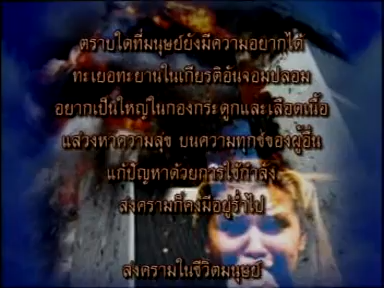 ตราบใดที่มนุษย์ยังมีความอยากได้
ทะเยอทะยานในเกียรติอันจอมปลอม
อยากเป็นใหญ่ในกองกระดูกและเลือดเนื้อ
แสวงหาความสุข บนความทุกข์ของผู้อื่น
แก้ปัญหาด้วยการใช้กำลัง
สงครามก็คงมีอยู่ร่ำไป
สงครามในชีวิตมนุษย์